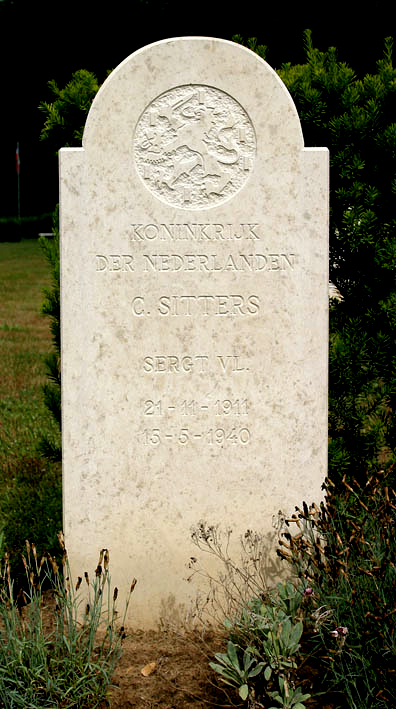 KONINKRIJK
DER NEDERLANDEN
C. SITTERS
SERGT VL.
21-11-1911
15-5-1940